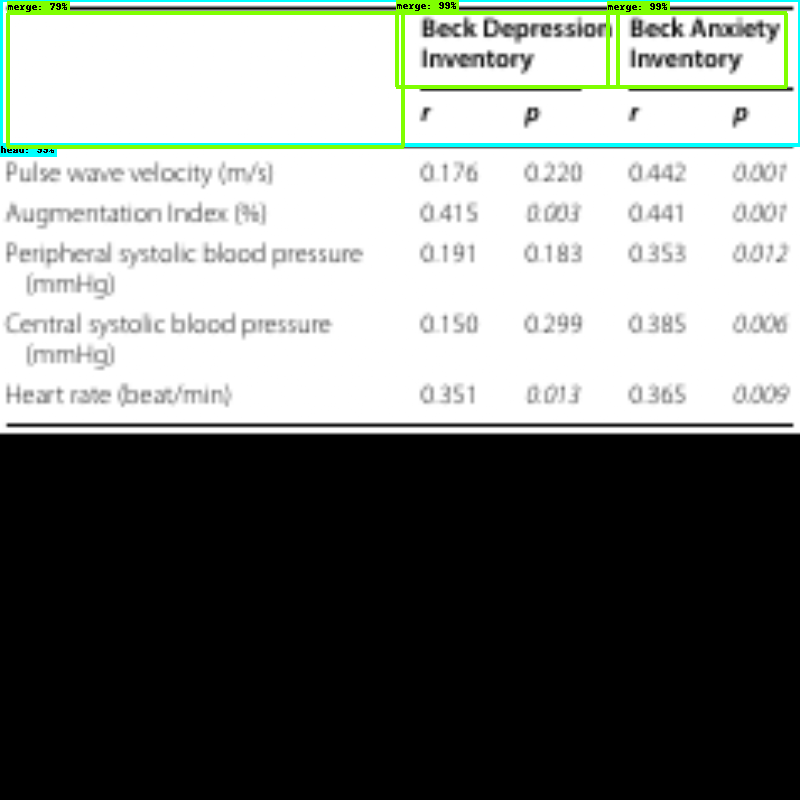 merge: 79% merge: 99% merge: 99%
Beck Depression Beck Anxiety
Inventory Inventory
r p r p
Pulse wave velocity (m/s) 0.176 0.220 0.442 0.001
Augmentation Index (%) 0.415 0.003 0.441 0.001
Peripheral systolic blood pressure 0.191 0.183 0.353 0.012
(mmHg)
Central systolic blood pressure 0.150 0.299 0.385 0.006
(mmHg)
Heart rate (beat/min) 0.351 0.013 0.365 0.009